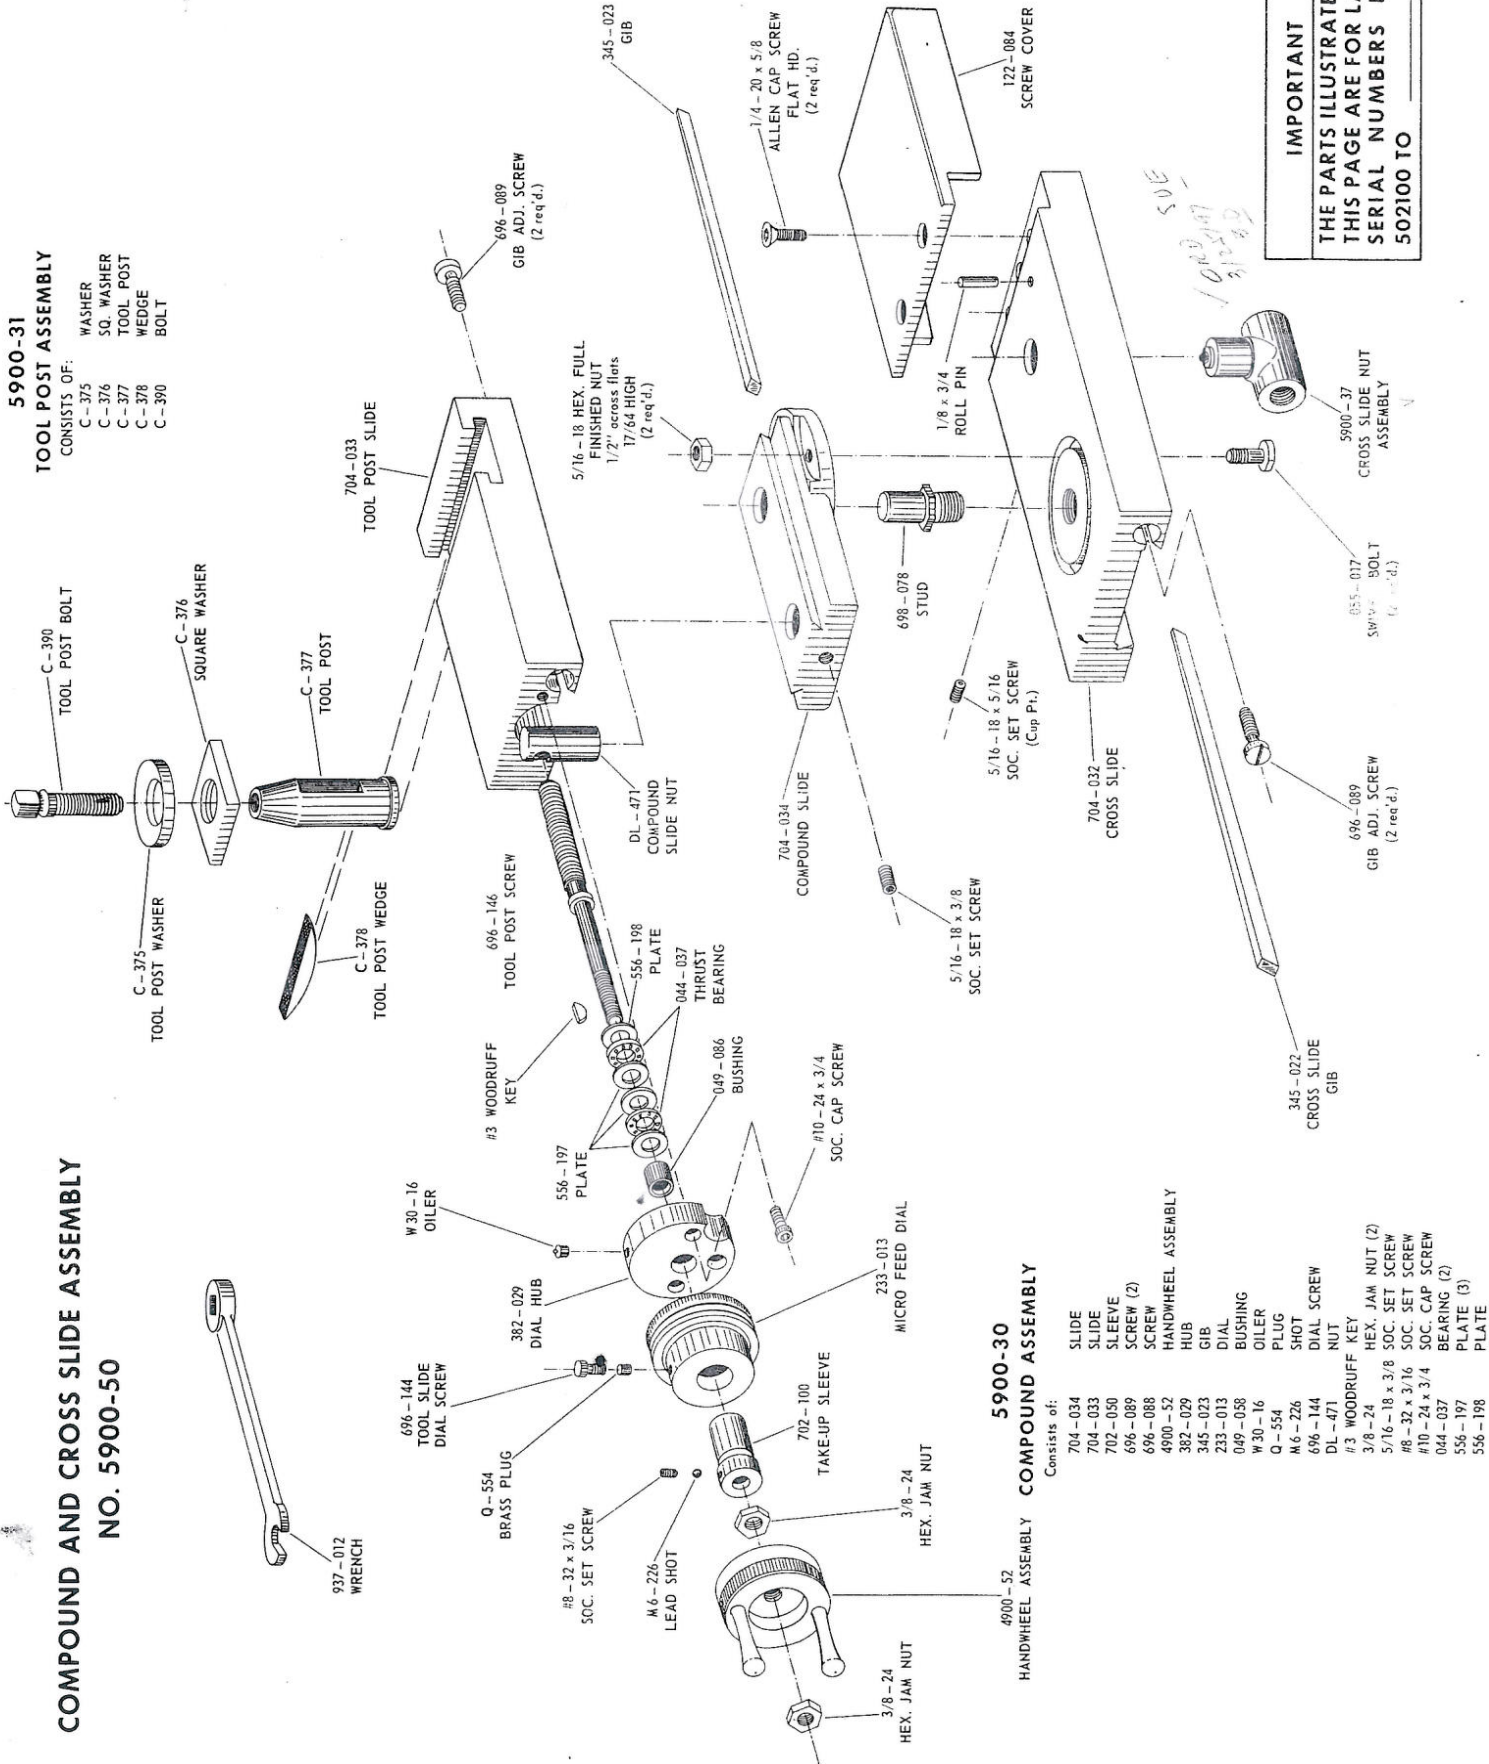 COMPOUND AND CROSS SLIDE ASSEMBLY
NO. 5900-50
937-012
WRENCH
5900-31
TOOL POST ASSEMBLY
CONSISTS OF:
C-375 WASHER
C-376 SQ. WASHER
C-377 TOOL POST
C-378 WEDGE
C-390 BOLT
C-390
TOOL POST BOLT
C-376
SQUARE WASHER
C-377
TOOL POST
C-375
TOOL POST WASHER
C-378
TOOL POST WEDGE
704-033
TOOL POST SLIDE
696-089
GIB ADJ. SCREW
(2 req'd.)
345-023
GIB
696-146
TOOL POST SCREW
#3 WOODRUFF
KEY
556-198
PLATE
044-037
THRUST
BEARING
556-197
PLATE
049-086
BUSHING
W30-16
OILER
382-029
DIAL HUB
#10-24 x 3/4
SOC. CAP SCREW
233-013
MICRO FEED DIAL
696-144
TOOL SLIDE
DIAL SCREW
Q-554
BRASS PLUG
702-100
TAKE-UP SLEEVE
#8-32 x 3/16
SOC. SET SCREW
M6-226
LEAD SHOT
3/8-24
HEX. JAM NUT
4900-52
HANDWHEEL ASSEMBLY
3/8-24
HEX. JAM NUT
DL-471
COMPOUND
SLIDE NUT
5/16-18 HEX. FULL
FINISHED NUT
1/2" across flats
17/64 HIGH
(2 req'd.)
1/4-20 x 5/8
ALLEN CAP SCREW
FLAT HD.
(2 req'd.)
122-084
SCREW COVER
1/8 x 3/4
ROLL PIN
698-078
STUD
704-034
COMPOUND SLIDE
5/16-18 x 3/8
SOC. SET SCREW
5/16-18 x 5/16
SOC. SET SCREW
(Cup Pt.)
704-032
CROSS SLIDE
5900-37
CROSS SLIDE NUT
ASSEMBLY
-017
BOLT
696-089
GIB ADJ. SCREW
(2 req'd.)
345-022
CROSS SLIDE
GIB
5900-30
COMPOUND ASSEMBLY
Consists of:
704-034 SLIDE
704-033 SLIDE
702-050 SLEEVE
696-089 SCREW (2)
696-088 SCREW
4900-52 HANDWHEEL ASSEMBLY
382-029 HUB
345-023 GIB
233-013 DIAL
049-058 BUSHING
W30-16 OILER
Q-554 PLUG
M6-226 SHOT
696-144 DIAL SCREW
DL-471 NUT
#3 WOODRUFF KEY
3/8-24 HEX. JAM NUT (2)
5/16-18 x 3/8 SOC. SET SCREW
#8-32 x 3/16 SOC. SET SCREW
#10-24 x 3/4 SOC. CAP SCREW
044-037 BEARING (2)
556-197 PLATE (3)
556-198 PLATE
IMPORTANT
THE PARTS ILLUSTRATE
THIS PAGE ARE FOR LA
SERIAL NUMBERS
502100 TO